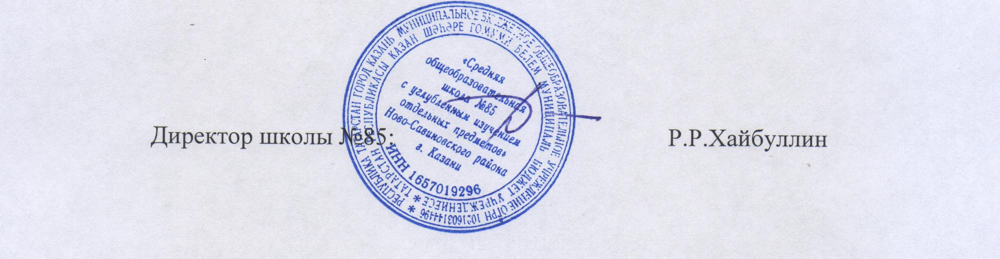 Директор школы №85:
Р.Р.Хайбуллин
РЕСПУБЛИКА ТАТАРСТАН ГОРОД КАЗАНЬ МУНИЦИПАЛЬНОЕ БЮДЖЕТНОЕ ОБЩЕОБРАЗОВАТЕЛЬНОЕ УЧРЕЖДЕНИЕ ОГРН 1021603144496 *
ТАТАРСТАН РЕСПУБЛИКАСЫ КАЗАН ШӘҺӘРЕ ГОМУМИ БЕЛЕМ МУНИЦИПАЛЬ БЮДЖЕТ УЧРЕЖДЕНИЕСЕ *
«Средняя
общеобразовательная
школа №85
с углубленным изучением
отдельных предметов»
Ново-Савиновского района
г. Казани
ИНН 1657019296